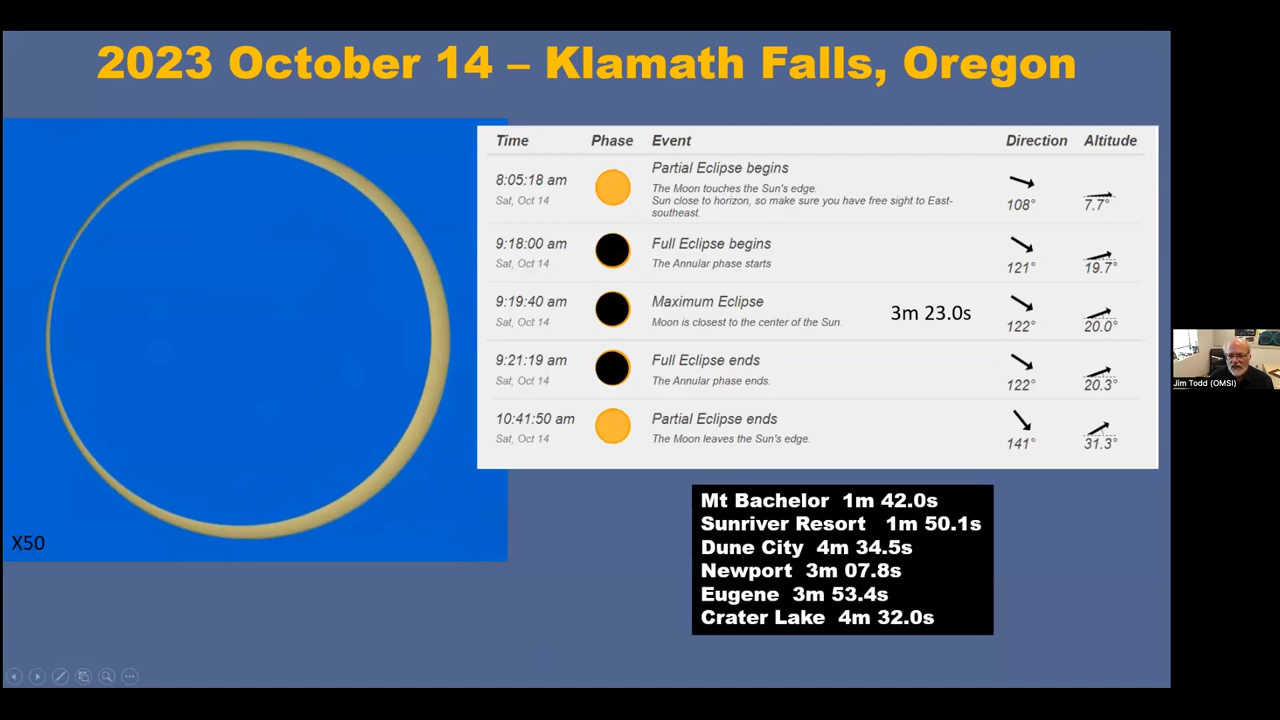 2023 October 14 – Klamath Falls, Oregon
Time Phase Event Direction Altitude
8:05:18 am
Sat, Oct 14
Partial Eclipse begins
The Moon touches the Sun's edge.
Sun close to horizon, so make sure you have free sight to East-
southeast.
108° 7.7°
9:18:00 am
Sat, Oct 14
Full Eclipse begins
The Annular phase starts
121° 19.7°
9:19:40 am
Sat, Oct 14
Maximum Eclipse
Moon is closest to the center of the Sun.
3m 23.0s
122° 20.0°
9:21:19 am
Sat, Oct 14
Full Eclipse ends
The Annular phase ends.
122° 20.3°
10:41:50 am
Sat, Oct 14
Partial Eclipse ends
The Moon leaves the Sun's edge.
141° 31.3°
X50
Mt Bachelor 1m 42.0s
Sunriver Resort 1m 50.1s
Dune City 4m 34.5s
Newport 3m 07.8s
Eugene 3m 53.4s
Crater Lake 4m 32.0s
Jim Todd (OMSI)